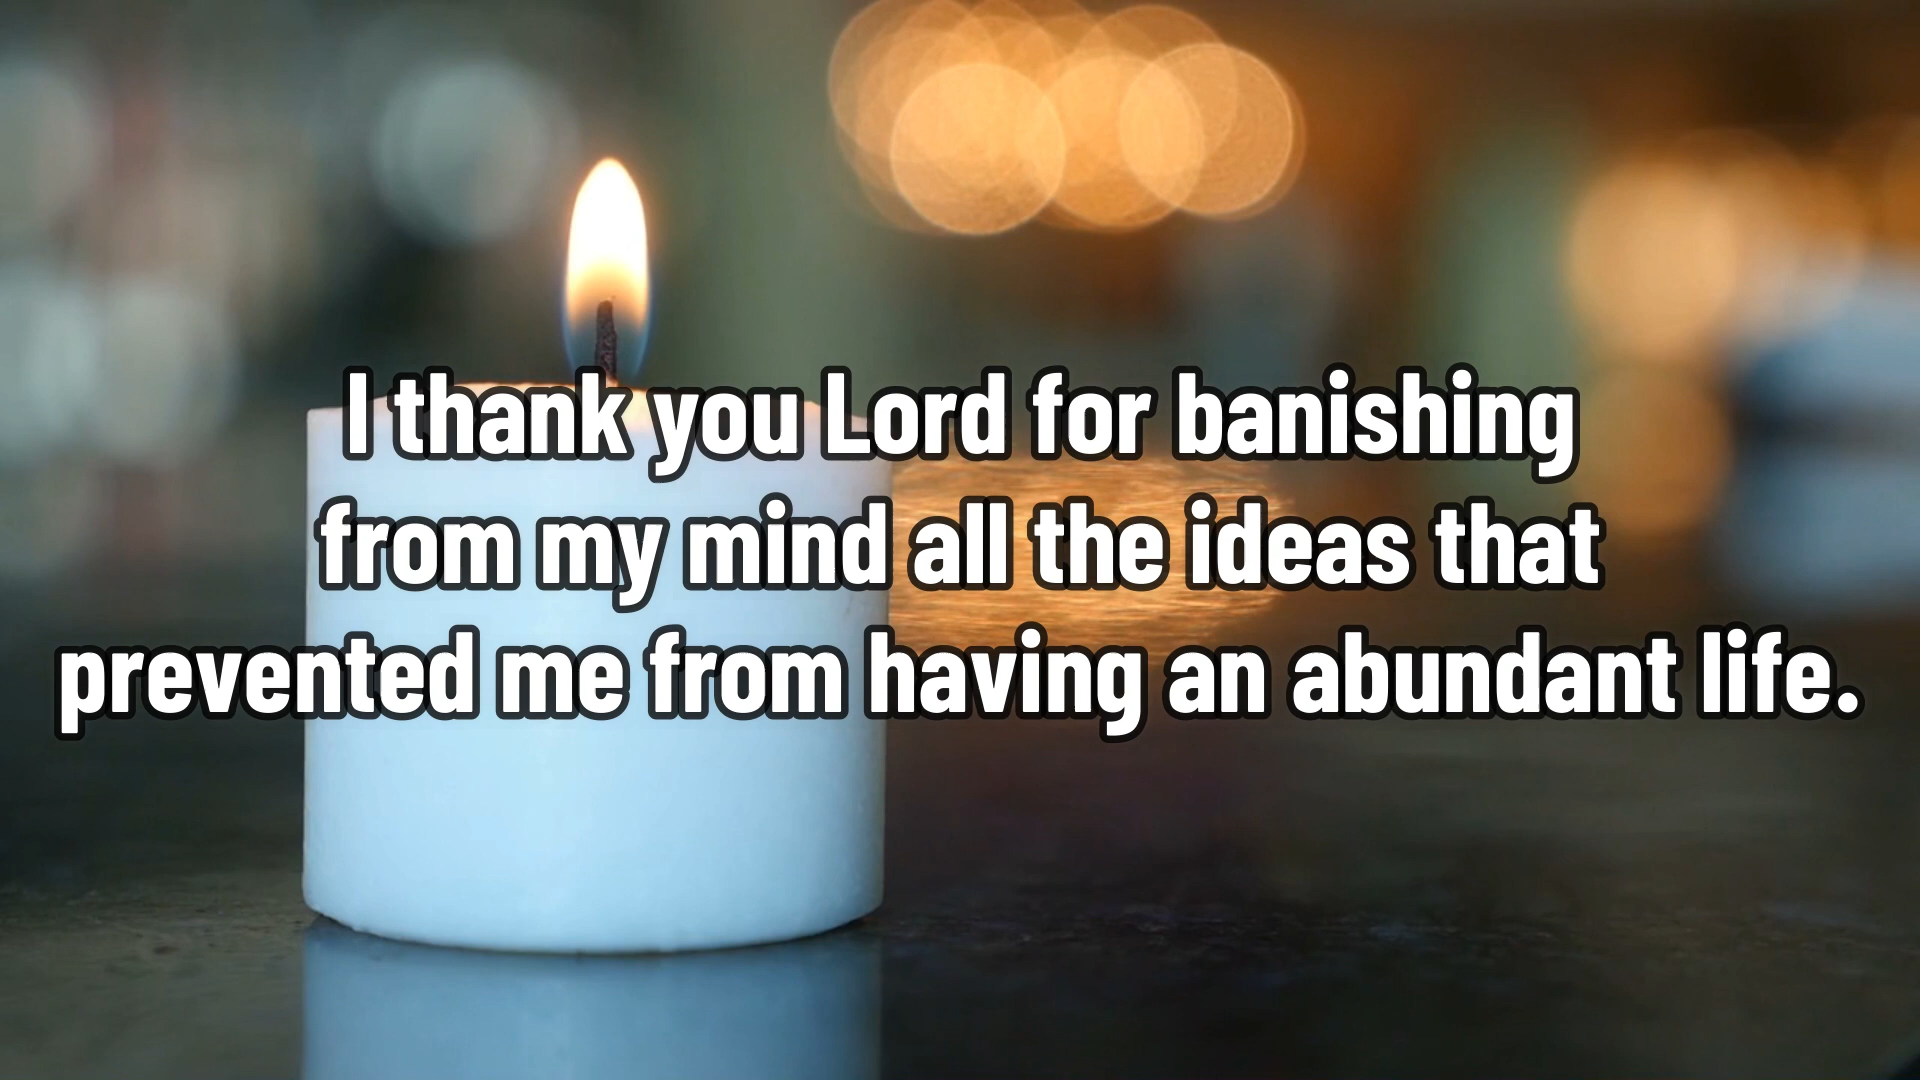 I thank you Lord for banishing
from my mind all the ideas that
prevented me from having an abundant life.